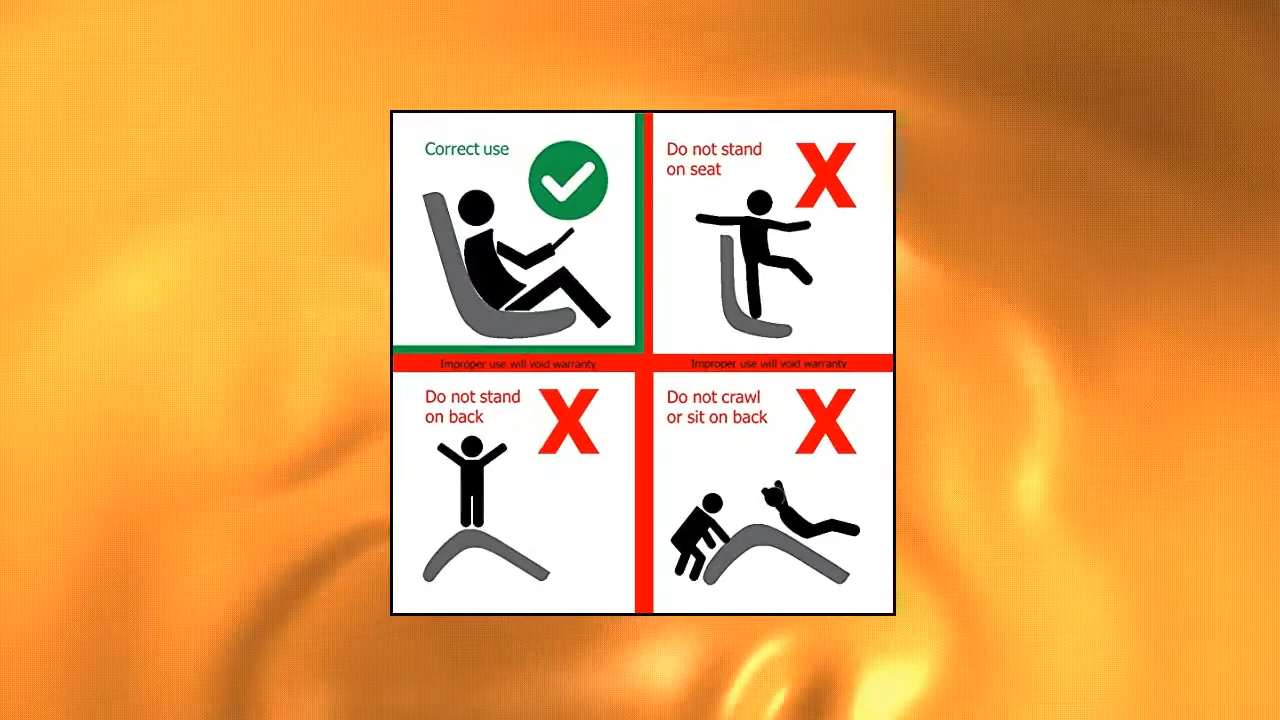 Correct use
Do not stand
on seat
Improper use will void warranty
Improper use will void warranty
Do not stand
on back
Do not crawl
or sit on back